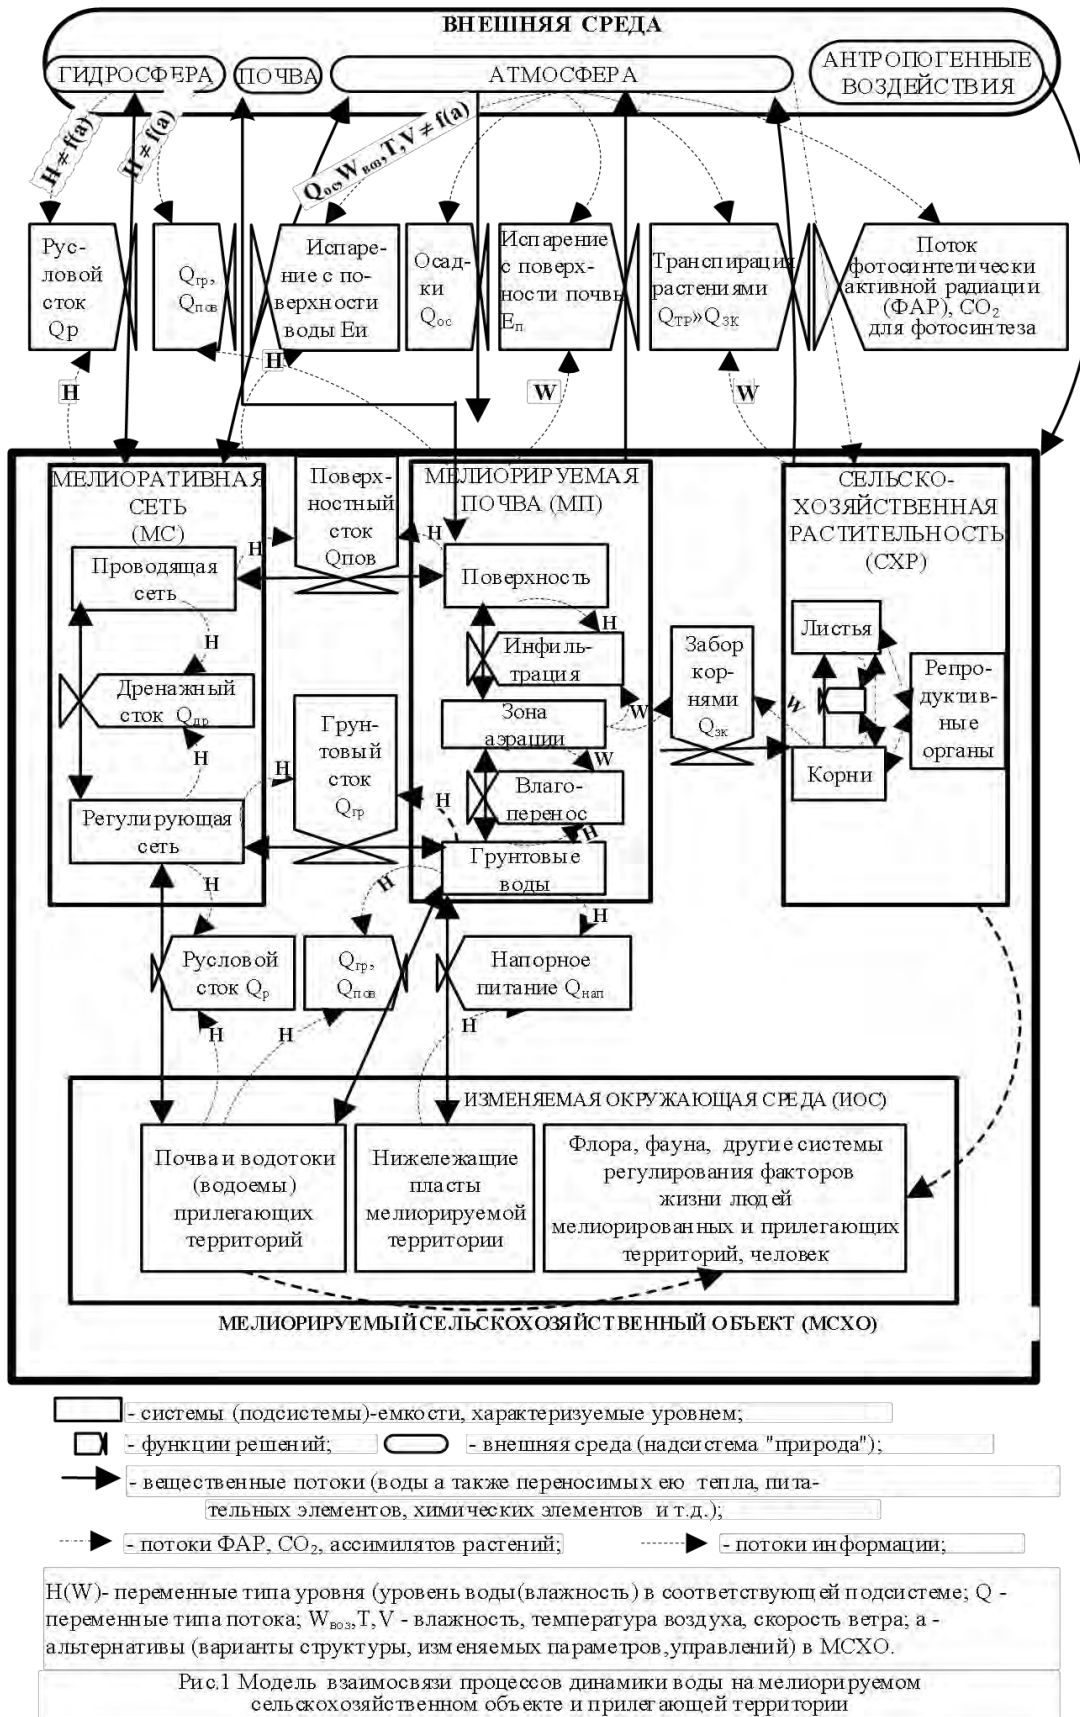 ВНЕШНЯЯ СРЕДА
ГИДРОСФЕРА
ПОЧВА
АТМОСФЕРА
АНТРОПОГЕННЫЕ
ВОЗДЕЙСТВИЯ
H ≠ f(a)
H ≠ f(a)
Qос, Wвоз, T, V ≠ f(a)
Рус-
ловой
сток
Qр
Qгр,
Qпов
Испаре-
ние с по-
верхности
воды Eи
Осад-
ки
Qос
Испарение
с поверх-
ности почвы
Eп
Транспирация
растениями
QТР»QЗК
Поток
фотосинтетически
активной радиации
(ФАР), CO₂
для фотосинтеза
H
H
W
W
МЕЛИОРАТИВНАЯ
СЕТЬ
(МС)
Проводящая
сеть
H
Дренажный
сток Qдр
H
Регулирующая
сеть
H
Поверх-
ностный
сток
Qпов
H
H
Грун-
товый
сток
Qгр
H
H
МЕЛИОРИРУЕМАЯ
ПОЧВА (МП)
Поверхность
H
Инфиль-
трация
W
Зона
аэрации
W
Влаго-
перенос
H
Грунтовые
воды
H
H
Забор
кор-
нями
Qзк
W
СЕЛЬСКО-
ХОЗЯЙСТВЕННАЯ
РАСТИТЕЛЬНОСТЬ
(СХР)
Листья
Репро-
дуктив-
ные
органы
Корни
Русловой
сток Qр
Qгр,
Qпов
Напорное
питание Qнап
H
H
H
ИЗМЕНЯЕМАЯ ОКРУЖАЮЩАЯ СРЕДА (ИОС)
Почва и водотоки
(водоемы)
прилегающих
территорий
Нижележащие
пласты
мелиорируемой
территории
Флора, фауна, другие системы
регулирования факторов
жизни людей
мелиорированных и прилегающих
территорий, человек
МЕЛИОРИРУЕМЫЙ СЕЛЬСКОХОЗЯЙСТВЕННЫЙ ОБЪЕКТ (МСХО)
- системы (подсистемы)-емкости, характеризуемые уровнем;
- функции решений; - внешняя среда (надсистема "природа");
- вещественные потоки (воды а также переносимых ею тепла, пита-
тельных элементов, химических элементов и т.д.);
- потоки ФАР, CO₂, ассимилятов растений; - потоки информации;
H(W)- переменные типа уровня (уровень воды(влажность) в соответствующей подсистеме; Q -
переменные типа потока; Wвоз,T,V - влажность, температура воздуха, скорость ветра; а -
альтернативы (варианты структуры, изменяемых параметров,управлений) в МСХО.
Рис.1 Модель взаимосвязи процессов динамики воды на мелиорируемом
сельскохозяйственном объекте и прилегающей территории